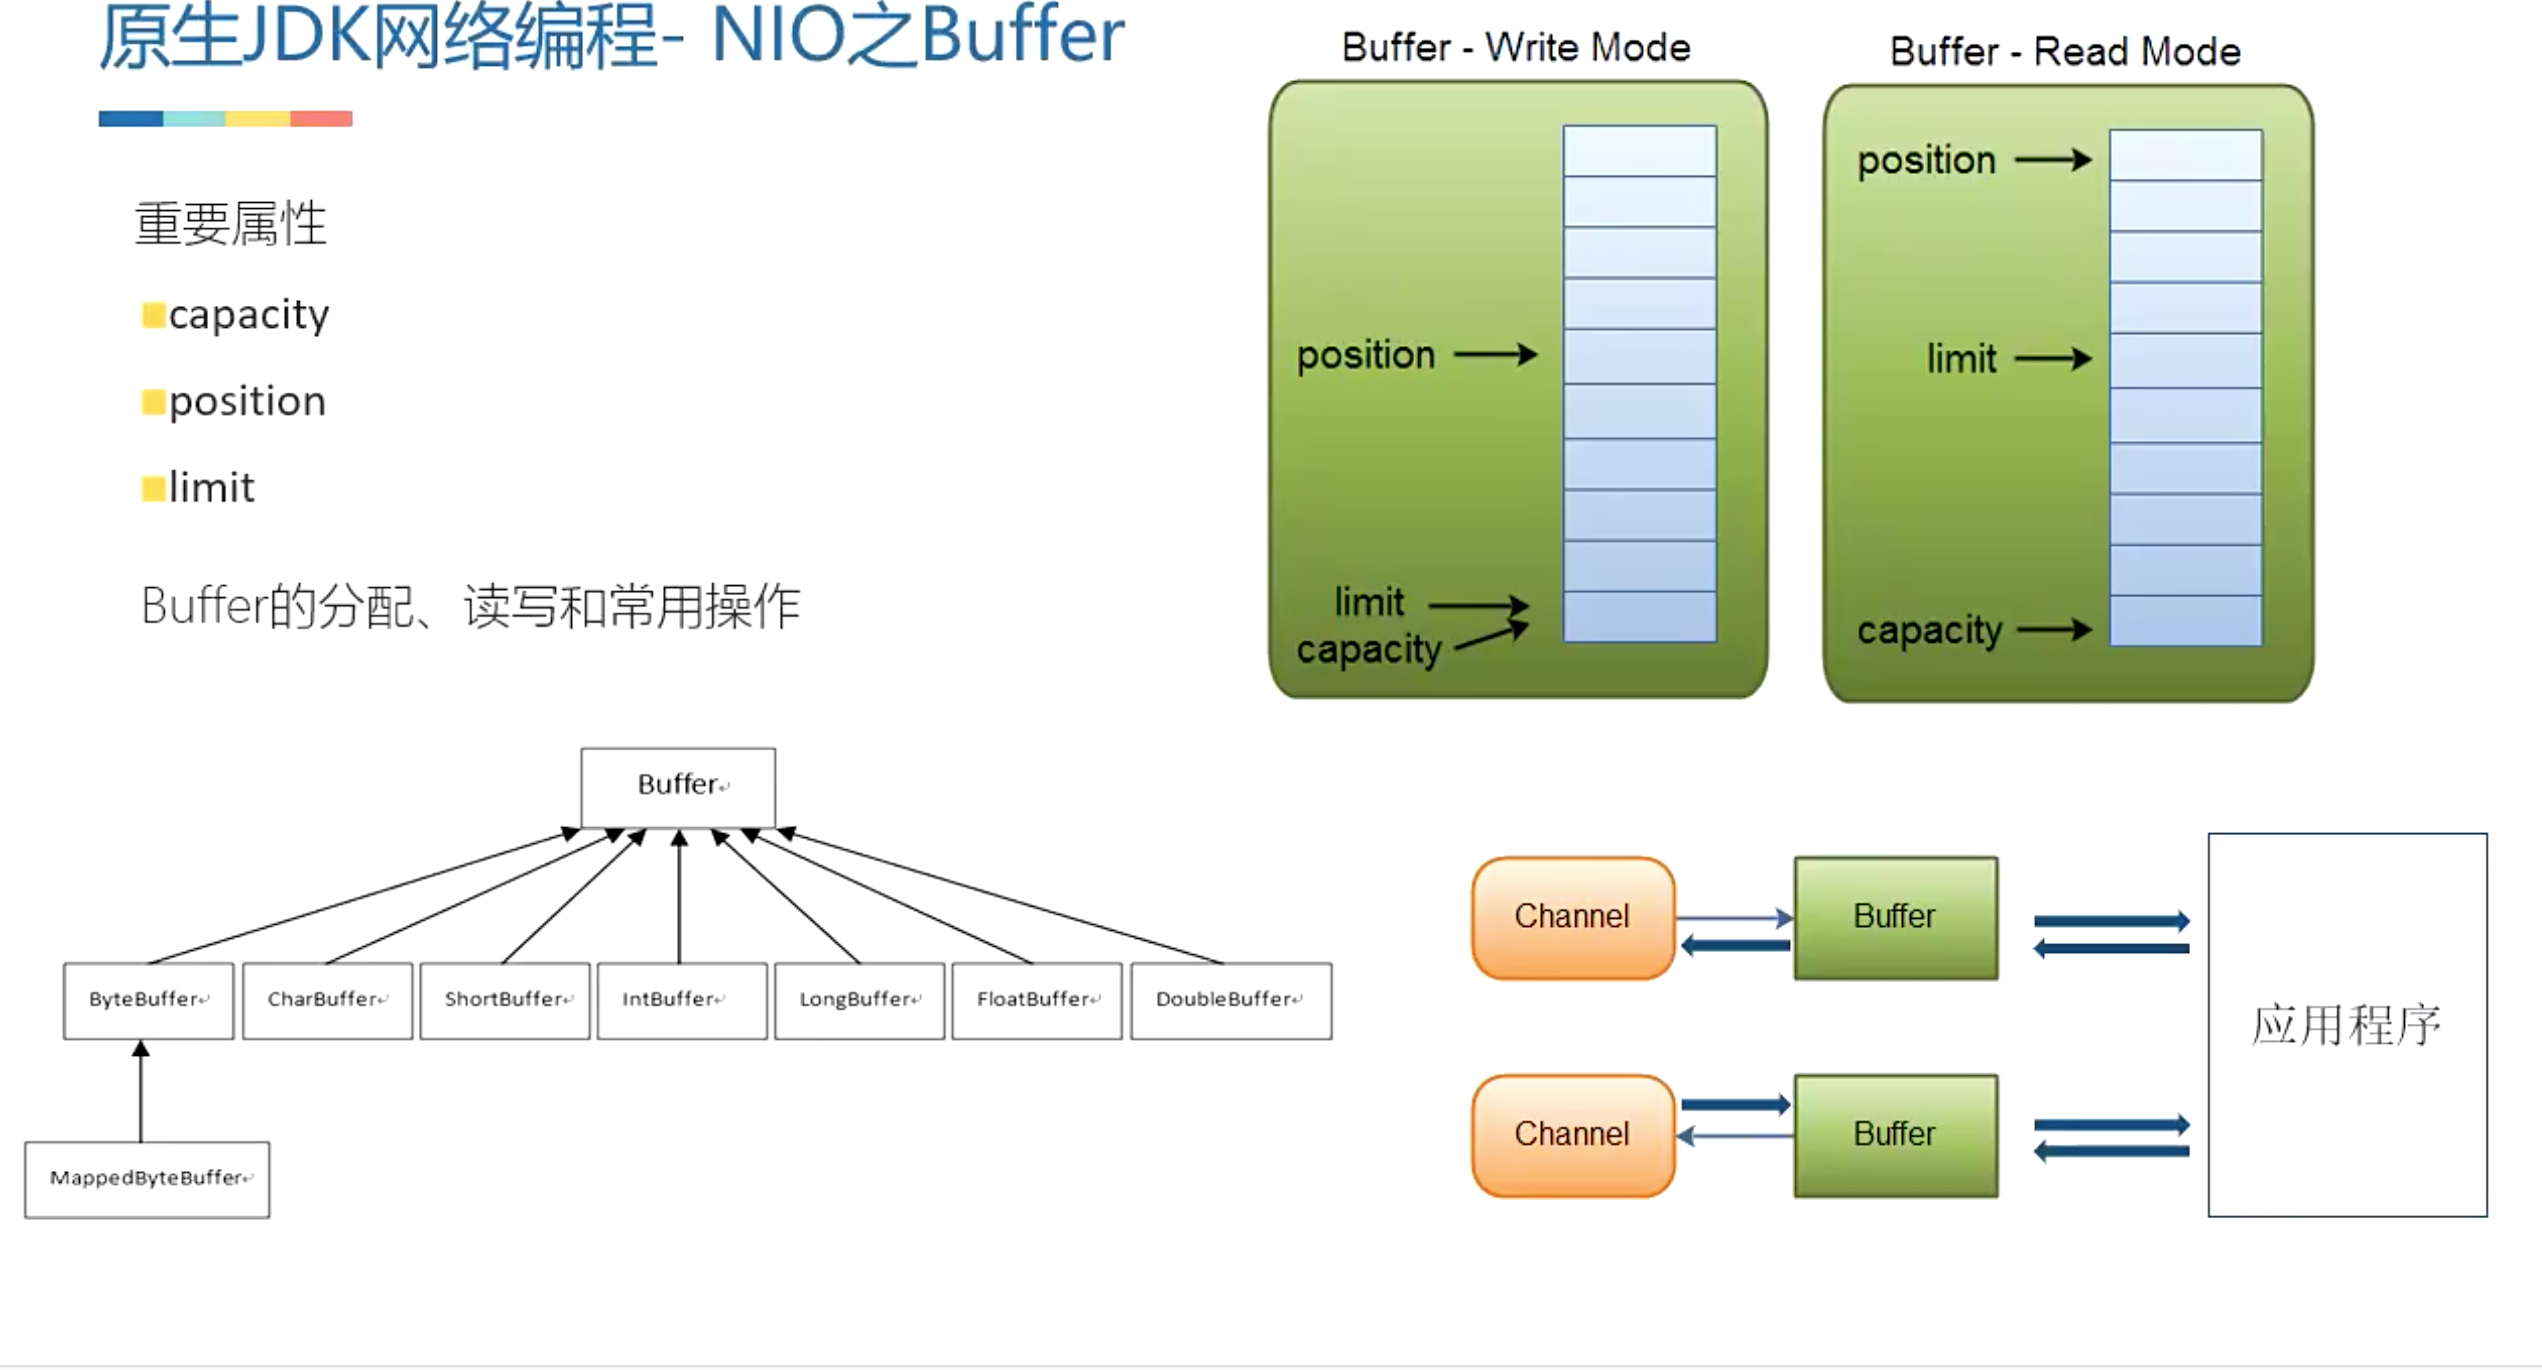 原生JDK网络编程- NIO之Buffer
重要属性
capacity
position
limit
Buffer的分配、读写和常用操作
Buffer - Write Mode
position
limit
capacity
Buffer - Read Mode
position
limit
capacity
Buffer
ByteBuffer
CharBuffer
ShortBuffer
IntBuffer
LongBuffer
FloatBuffer
DoubleBuffer
MappedByteBuffer
Channel
Buffer
Channel
Buffer
应用程序